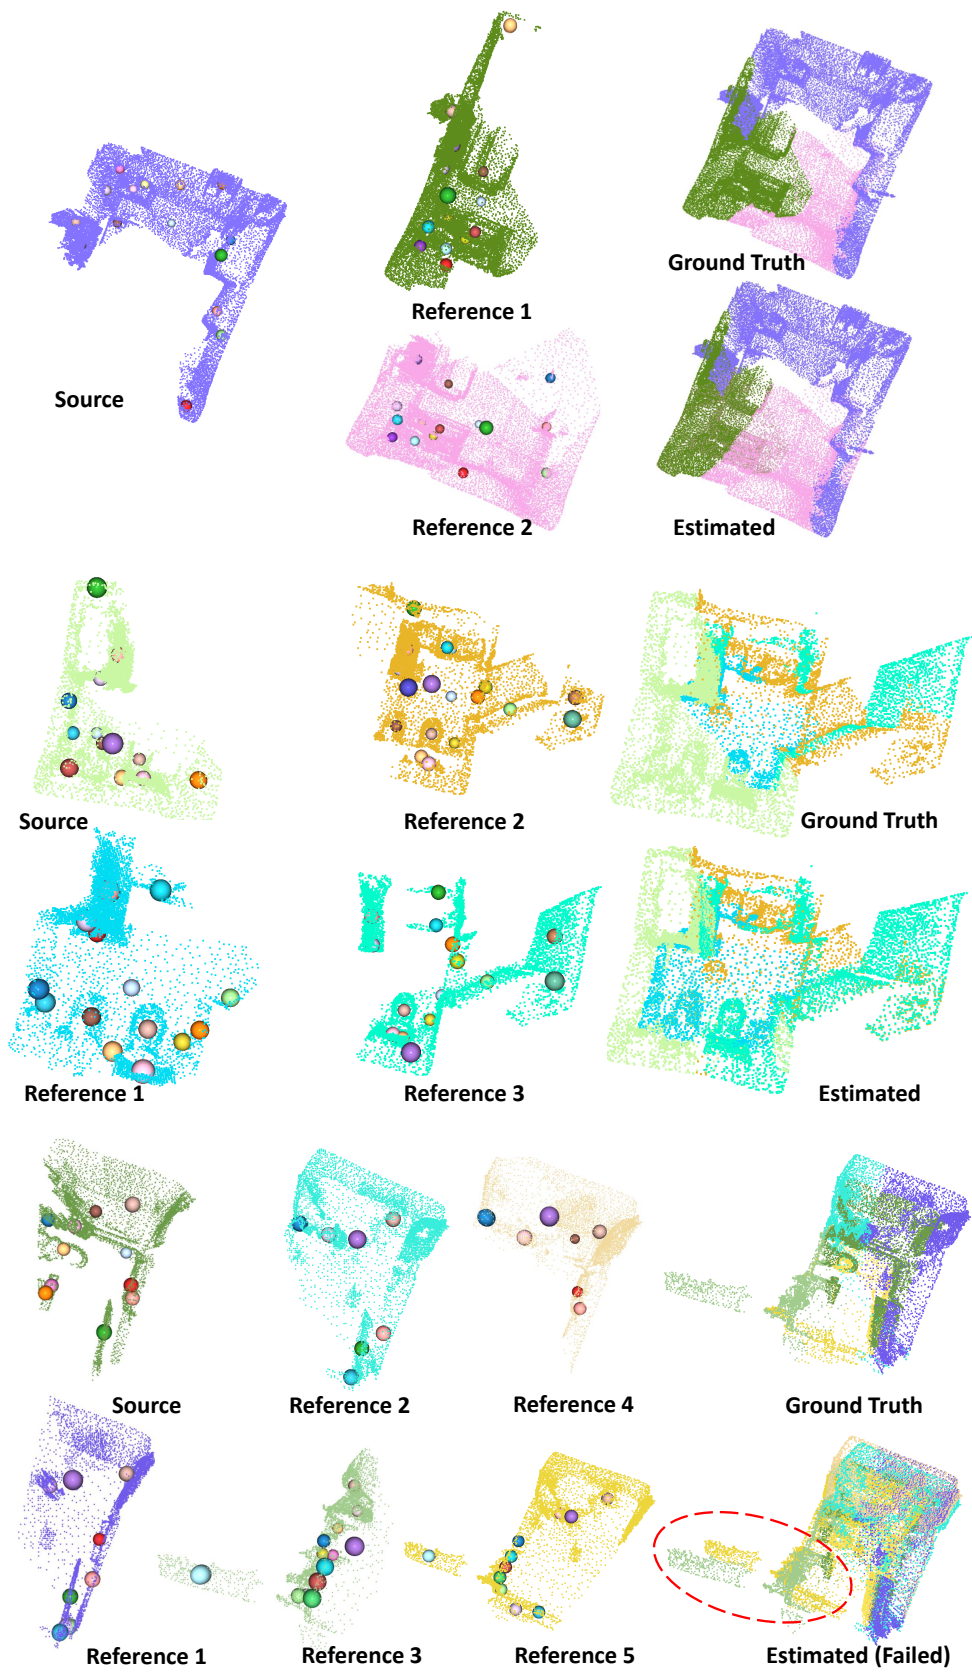 Ground Truth
Reference 1
Source
Reference 2
Estimated
Source
Reference 2
Ground Truth
Reference 1
Reference 3
Estimated
Source
Reference 2
Reference 4
Ground Truth
Reference 1
Reference 3
Reference 5
Estimated (Failed)